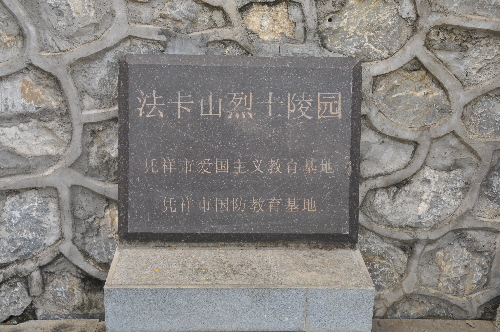 法卡山烈士陵园
凭祥市爱国主义教育基地
凭祥市国防教育基地